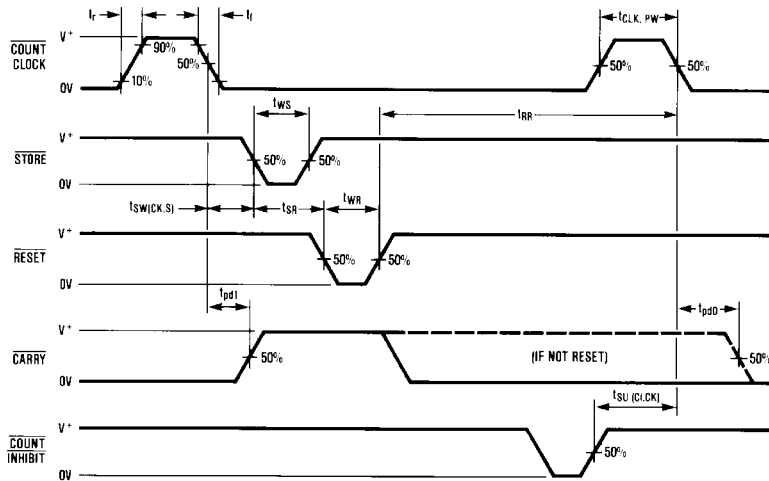 tr tf tCLK, PW
V+
COUNT CLOCK
90%
50%
10%
50% 50%
0V
tWS tRR
V+
STORE
50% 50%
0V
tSW(CK,S) tSR tWR
V+
RESET
50% 50%
0V
tpd1 tpd0
V+
CARRY
50% (IF NOT RESET) 50%
0V
tSU (CI,CK)
V+
COUNT INHIBIT
50%
0V